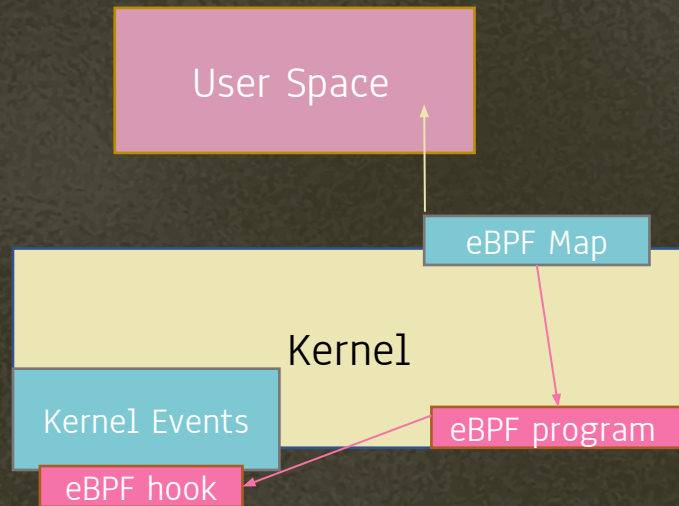 User Space
eBPF Map
Kernel
Kernel Events
eBPF program
eBPF hook